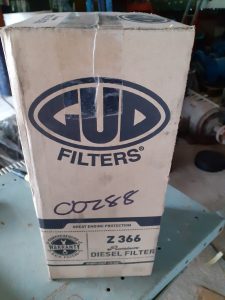 GUD
FILTERS®
00288
GREAT ENGINE PROTECTION
Z 366
Premium
DIESEL FILTER